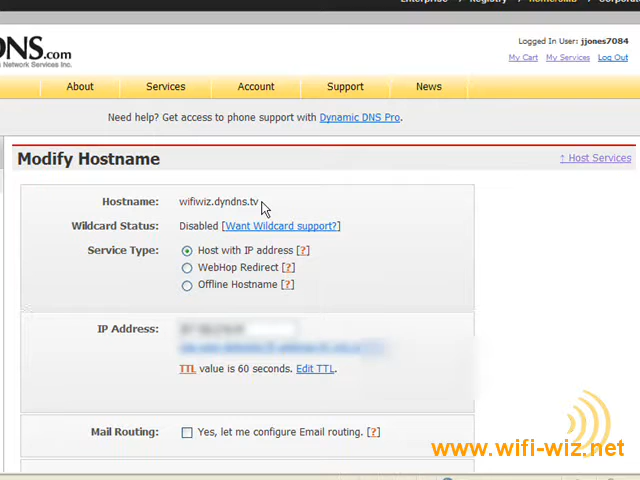 Enterprise Registry Home/SMB
DNS.com
Network Services Inc.
Logged In User: jjones7084
My Cart My Services Log Out
About Services Account Support News
Need help? Get access to phone support with Dynamic DNS Pro.
Modify Hostname
↑ Host Services
Hostname: wifiwiz.dyndns.tv
Wildcard Status: Disabled [Want Wildcard support?]
Service Type: Host with IP address [?]
WebHop Redirect [?]
Offline Hostname [?]
IP Address:
TTL value is 60 seconds. Edit TTL.
Mail Routing: Yes, let me configure Email routing. [?]
www.wifi-wiz.net